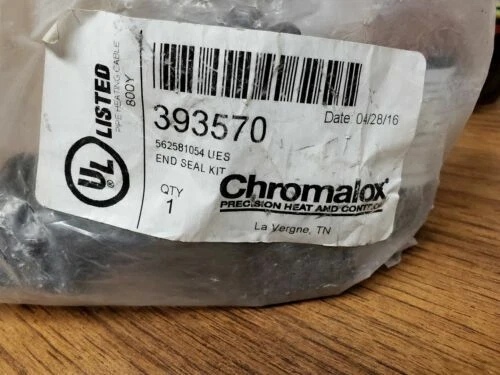 UL
LISTED
PIPE HEATING CABLE
800Y
393570
Date: 04/28/16
562581054 UES
END SEAL KIT
QTY
1
Chromalox
PRECISION HEAT AND CONTROL
La Vergne, TN